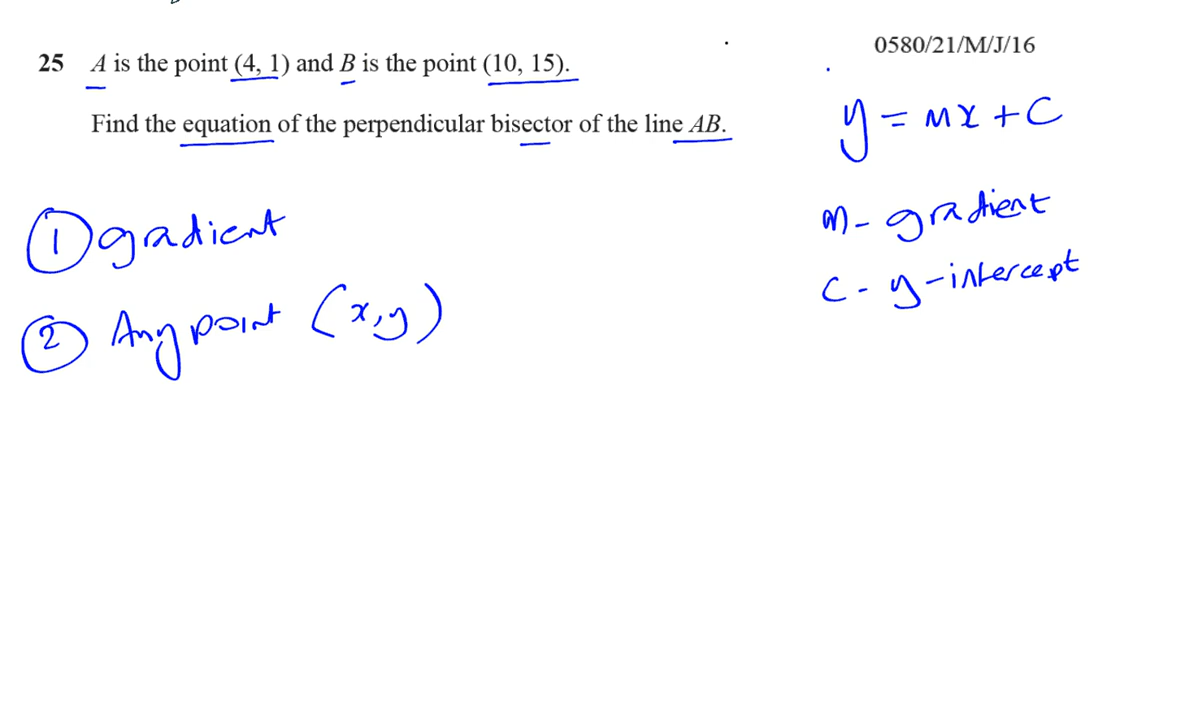 0580/21/M/J/16
25 A is the point (4, 1) and B is the point (10, 15).
Find the equation of the perpendicular bisector of the line AB.
y = mx + c
m - gradient
c - y-intercept
① gradient
② Any point (x,y)